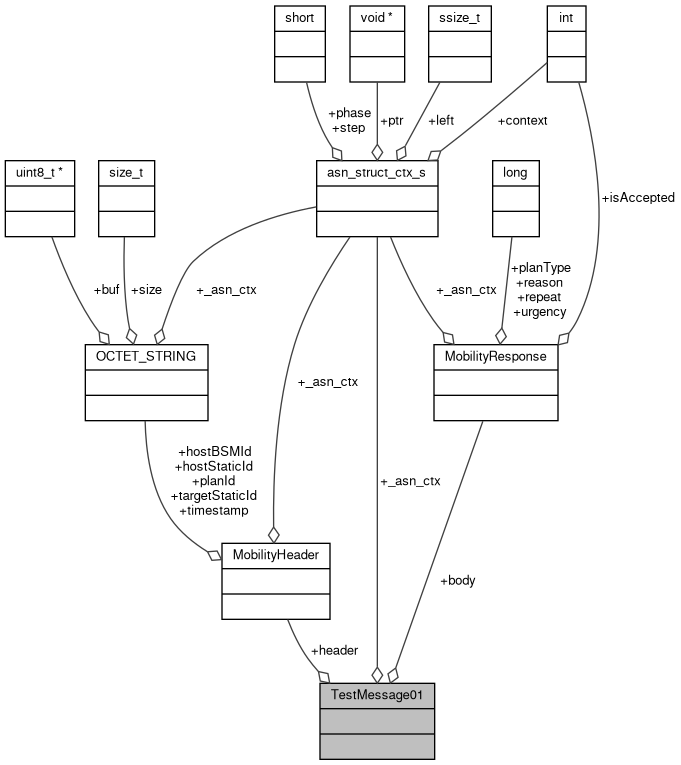 short
void *
ssize_t
int
+phase
+step
+ptr
+left
+context
uint8_t *
size_t
asn_struct_ctx_s
long
+isAccepted
+buf
+size
+_asn_ctx
+_asn_ctx
+planType
+reason
+repeat
+urgency
OCTET_STRING
MobilityResponse
+_asn_ctx
+hostBSMId
+hostStaticId
+planId
+targetStaticId
+timestamp
+_asn_ctx
MobilityHeader
+body
+header
TestMessage01